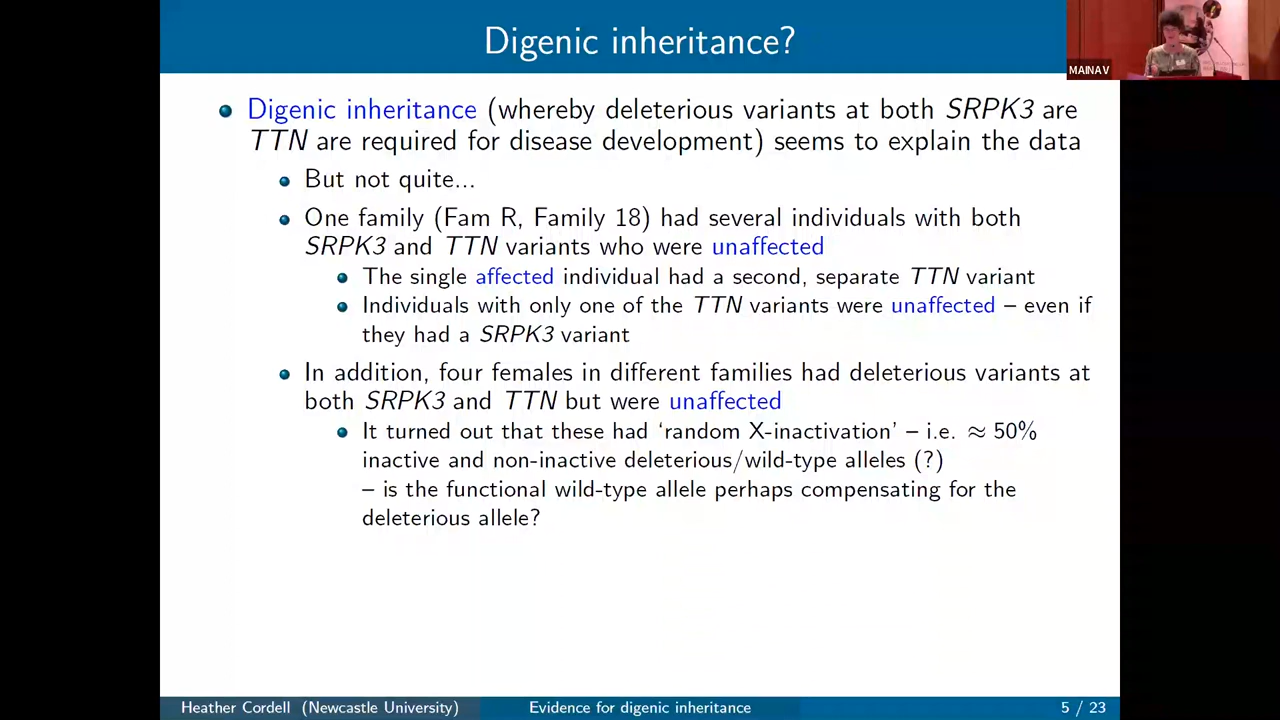 Digenic inheritance?
MAINAV
Digenic inheritance (whereby deleterious variants at both SRPK3 are
TTN are required for disease development) seems to explain the data
But not quite...
One family (Fam R, Family 18) had several individuals with both
SRPK3 and TTN variants who were unaffected
The single affected individual had a second, separate TTN variant
Individuals with only one of the TTN variants were unaffected – even if
they had a SRPK3 variant
In addition, four females in different families had deleterious variants at
both SRPK3 and TTN but were unaffected
It turned out that these had ‘random X-inactivation’ – i.e. ≈ 50%
inactive and non-inactive deleterious/wild-type alleles (?)
– is the functional wild-type allele perhaps compensating for the
deleterious allele?
Heather Cordell (Newcastle University) Evidence for digenic inheritance 5 / 23